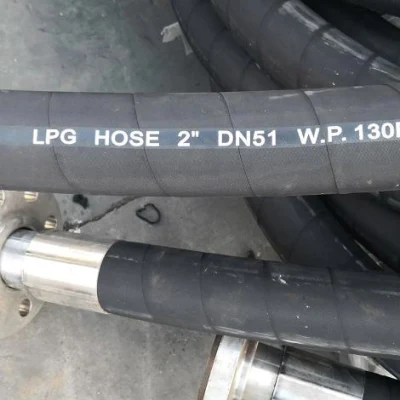 LPG HOSE 2" DN51 W.P. 130